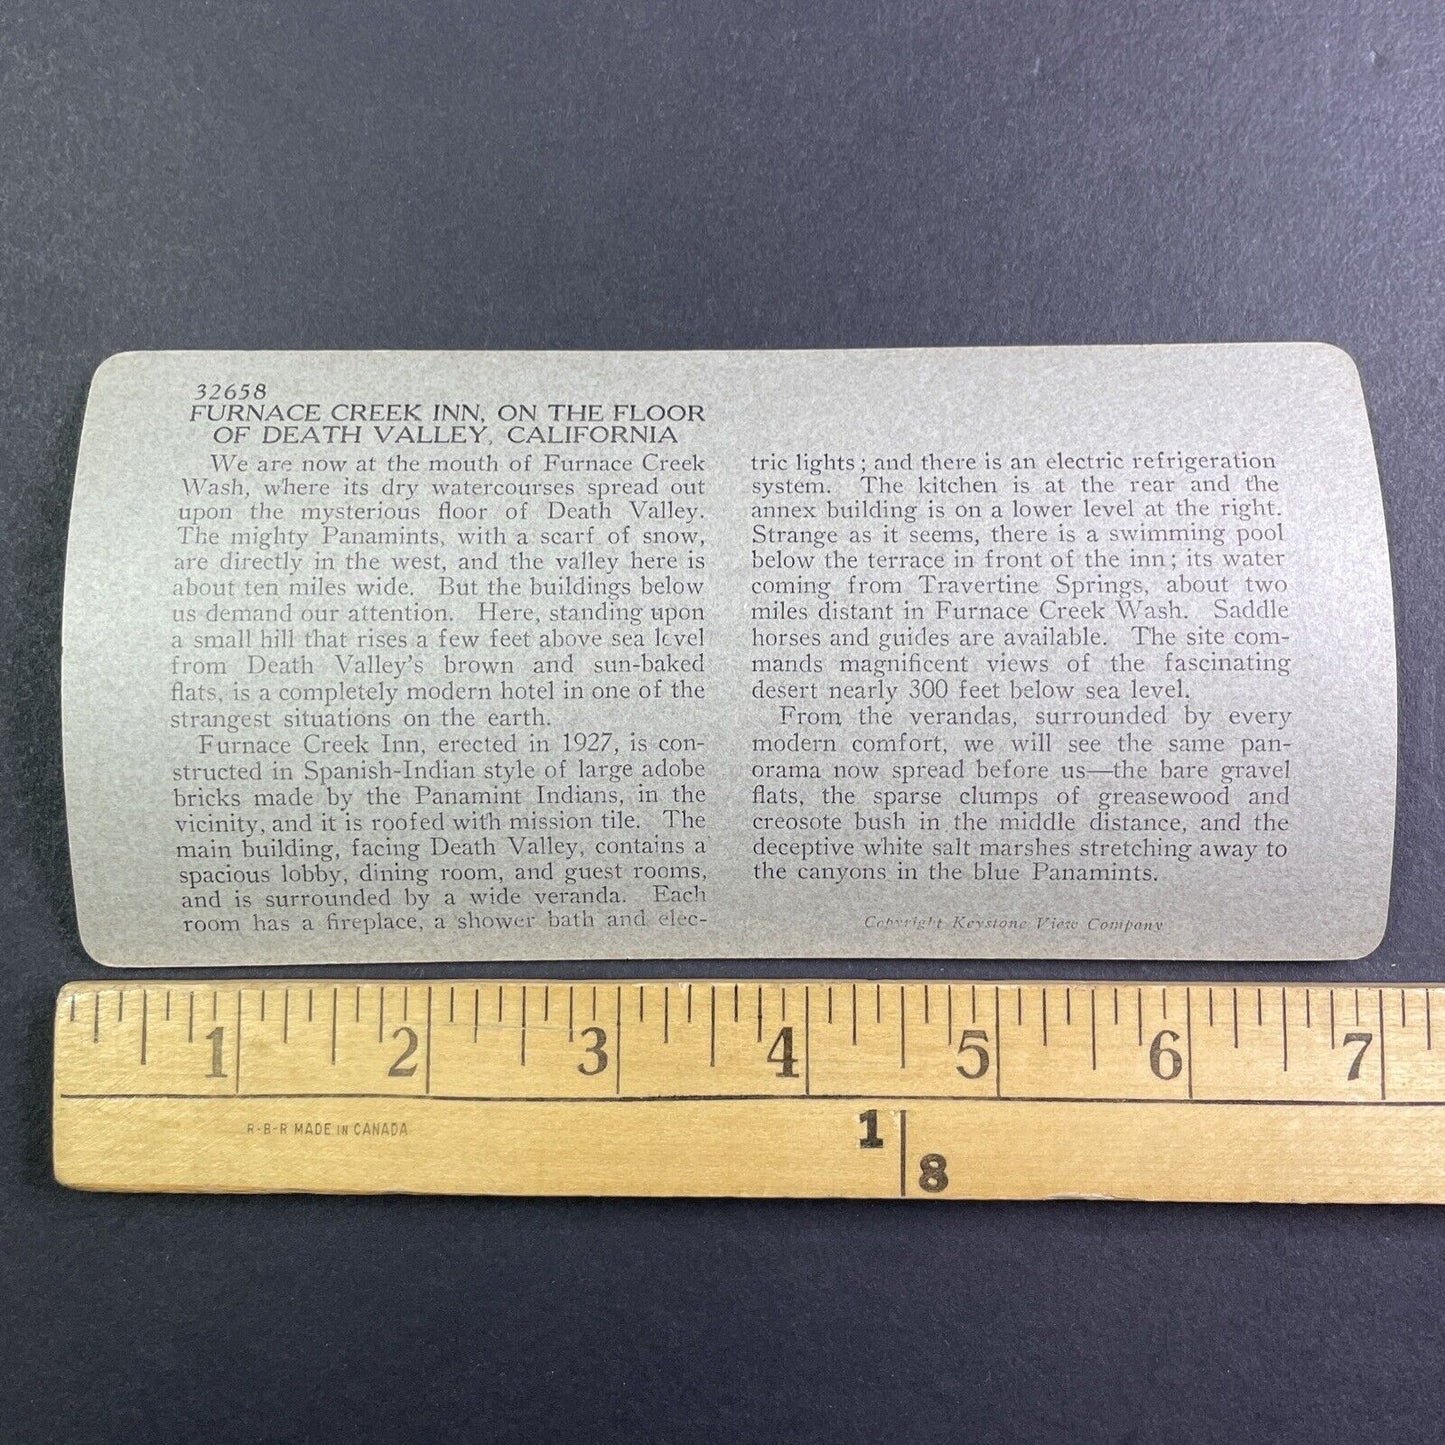 32658
FURNACE CREEK INN, ON THE FLOOR
OF DEATH VALLEY, CALIFORNIA
We are now at the mouth of Furnace Creek
Wash, where its dry watercourses spread out
upon the mysterious floor of Death Valley.
The mighty Panamints, with a scarf of snow,
are directly in the west, and the valley here is
about ten miles wide. But the buildings below
us demand our attention. Here, standing upon
a small hill that rises a few feet above sea level
from Death Valley's brown and sun-baked
flats, is a completely modern hotel in one of the
strangest situations on the earth.
Furnace Creek Inn, erected in 1927, is con-
structed in Spanish-Indian style of large adobe
bricks made by the Panamint Indians, in the
vicinity, and it is roofed with mission tile. The
main building, facing Death Valley, contains a
spacious lobby, dining room, and guest rooms,
and is surrounded by a wide veranda. Each
room has a fireplace, a shower bath and elec-
tric lights; and there is an electric refrigeration
system. The kitchen is at the rear and the
annex building is on a lower level at the right.
Strange as it seems, there is a swimming pool
below the terrace in front of the inn; its water
coming from Travertine Springs, about two
miles distant in Furnace Creek Wash. Saddle
horses and guides are available. The site com-
mands magnificent views of the fascinating
desert nearly 300 feet below sea level.
From the verandas, surrounded by every
modern comfort, we will see the same pan-
orama now spread before us—the bare gravel
flats, the sparse clumps of greasewood and
creosote bush in the middle distance, and the
deceptive white salt marshes stretching away to
the canyons in the blue Panamints.
Copyright Keystone View Company
1 2 3 4 5 6 7
R-B-R MADE IN CANADA
1
8